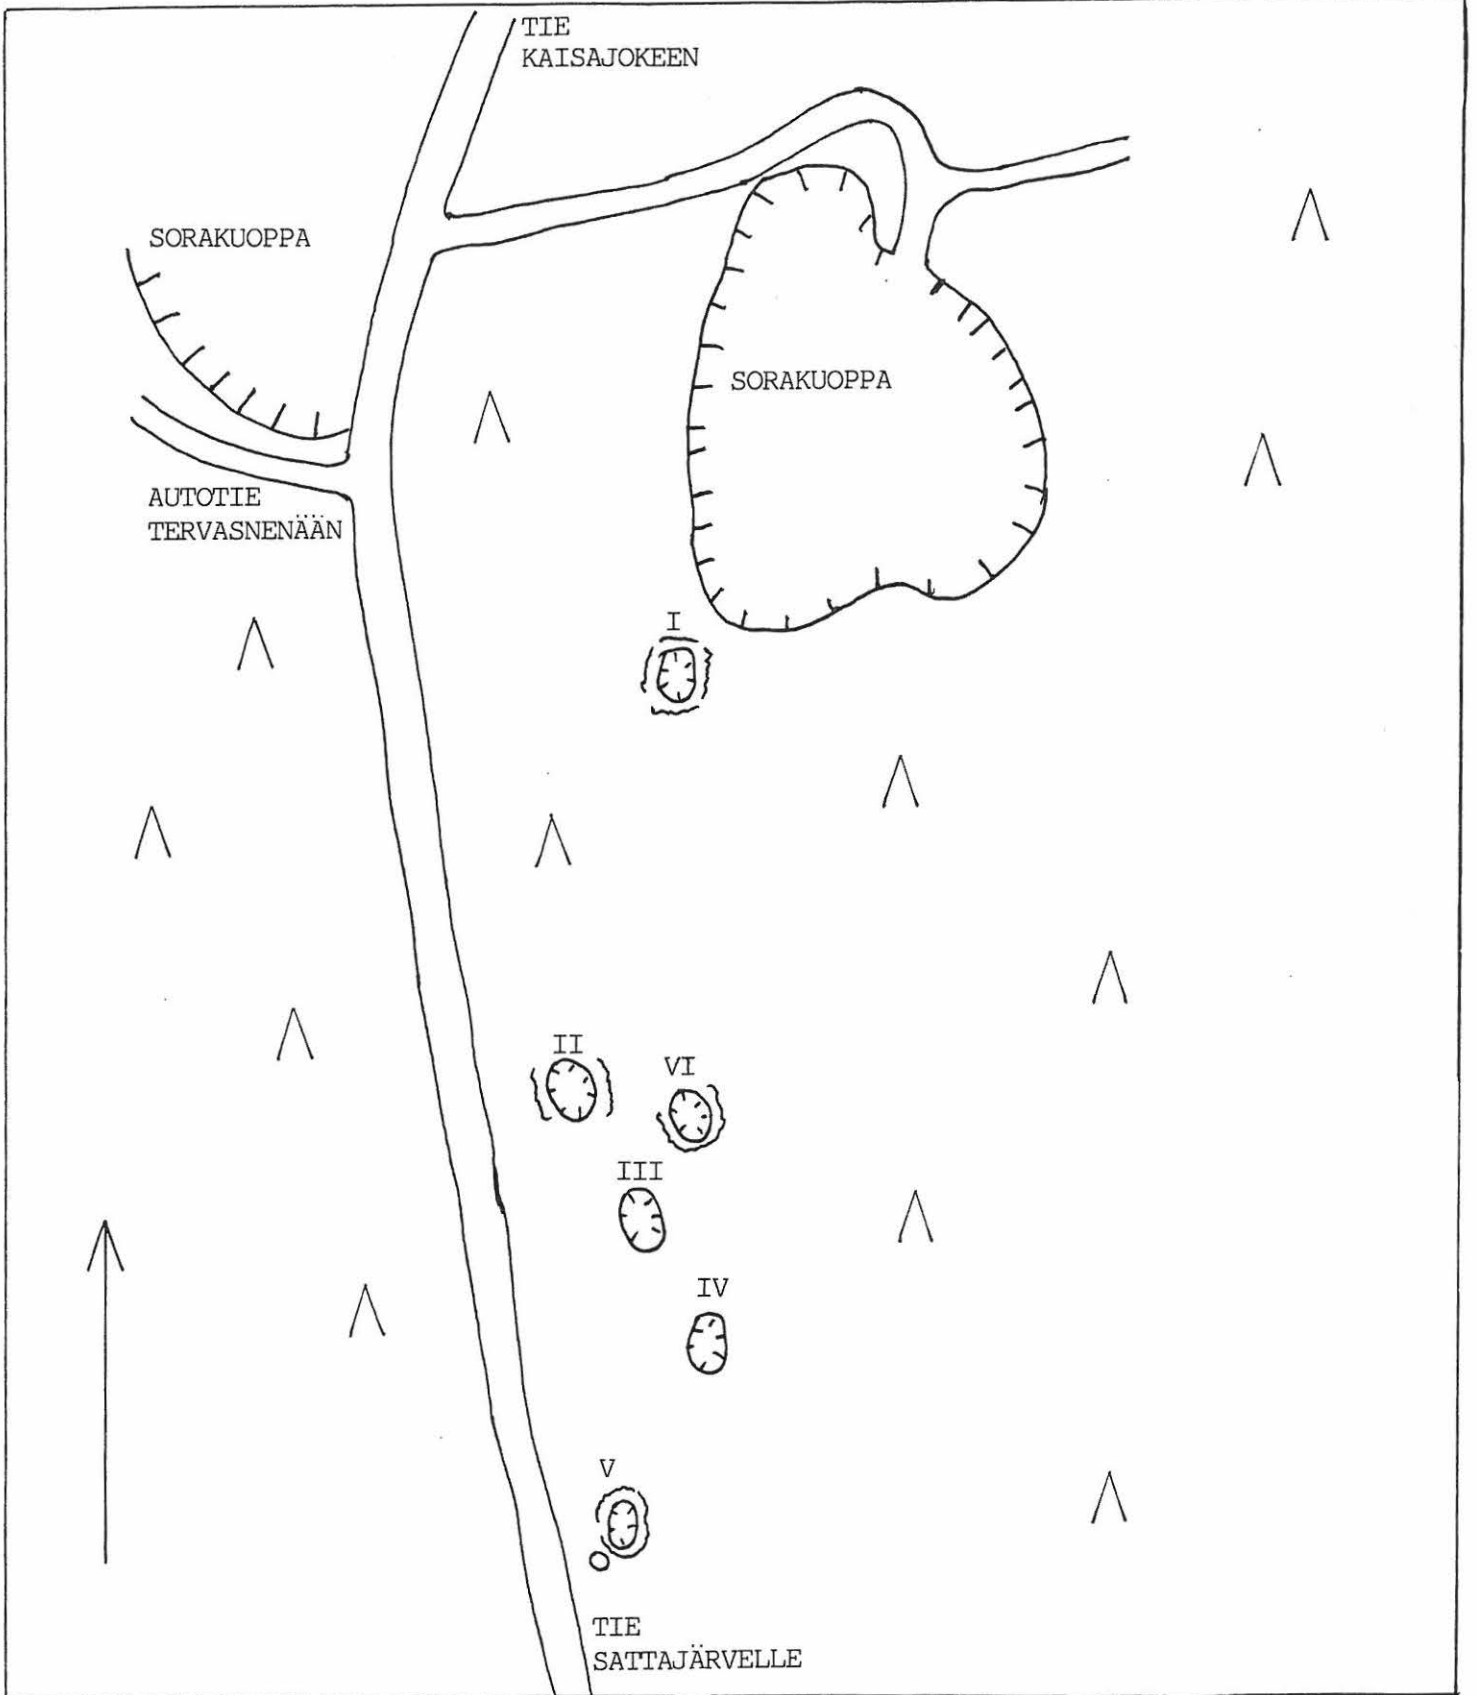 TIE
KAISAJOKEEN
SORAKUOPPA
SORAKUOPPA
AUTOTIE
TERVASNENÄÄN
I
II
VI
III
IV
V
TIE
SATTAJÄRVELLE